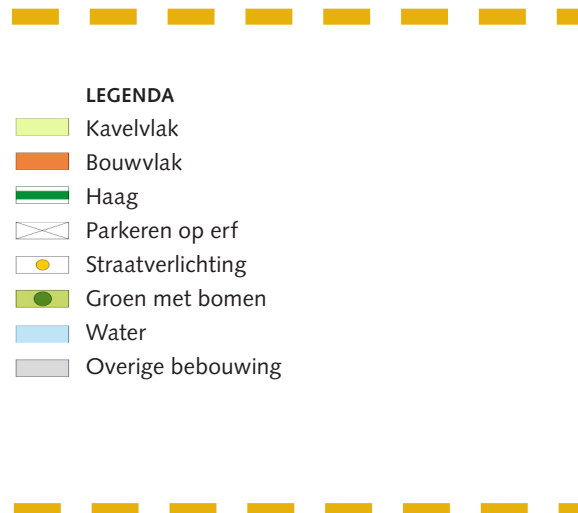 LEGENDA
Kavelvlak
Bouwvlak
Haag
Parkeren op erf
Straatverlichting
Groen met bomen
Water
Overige bebouwing